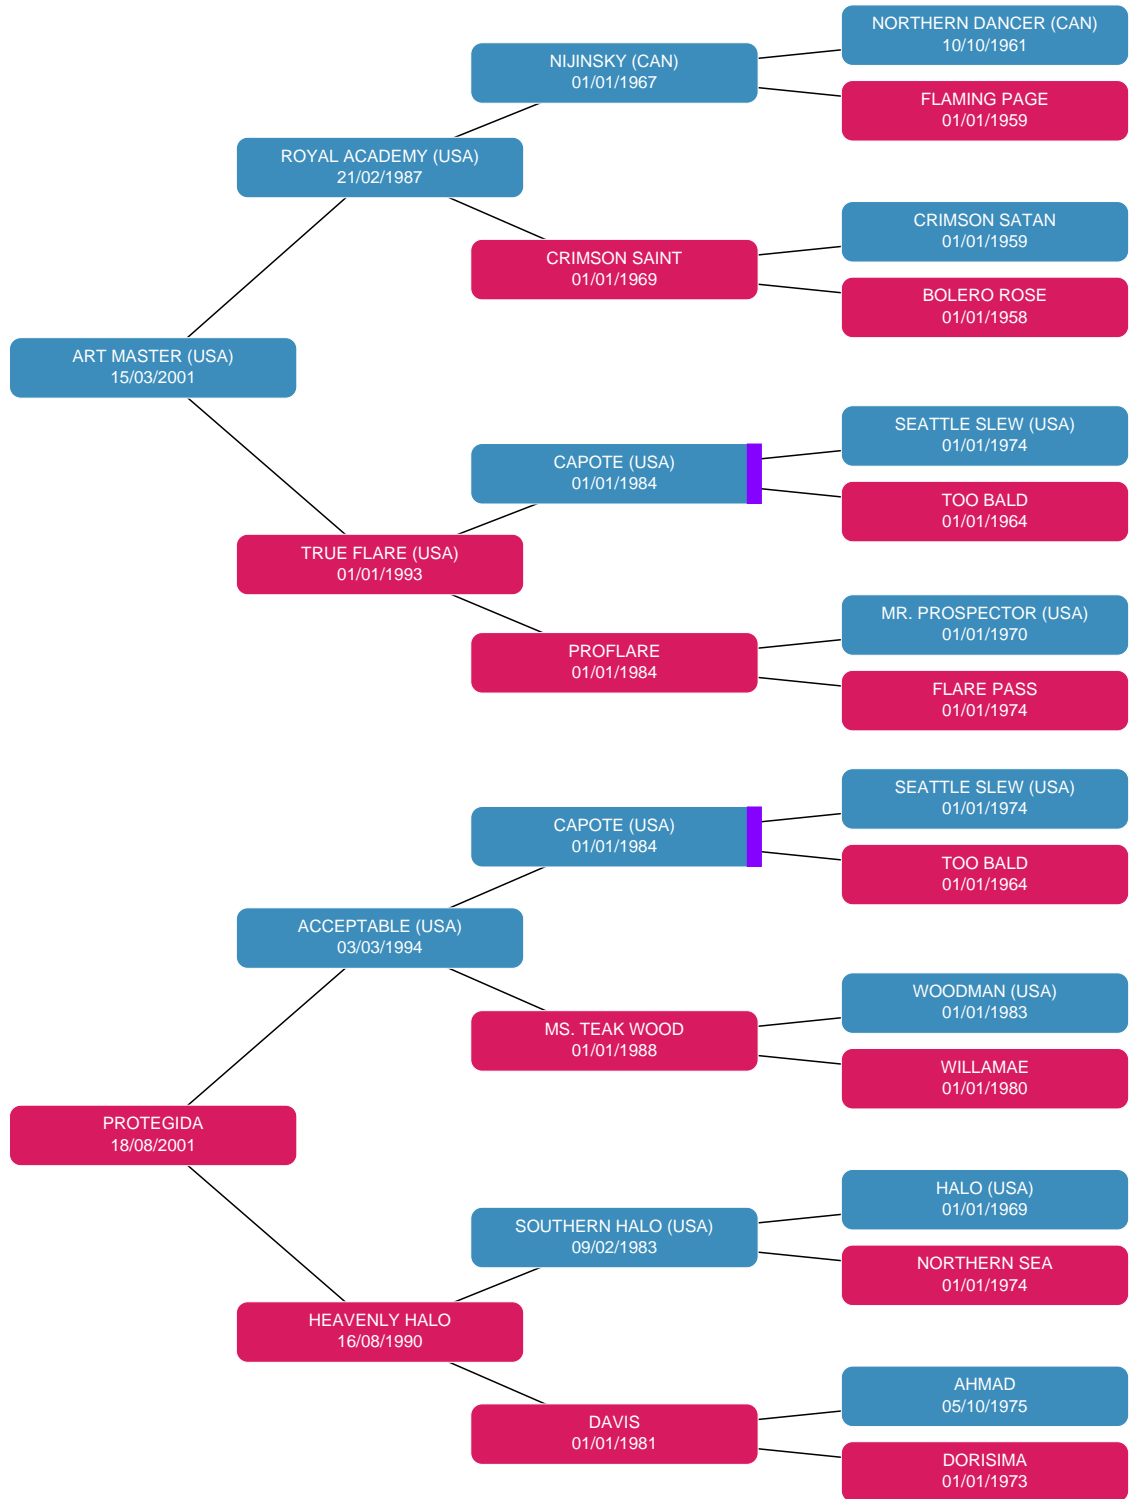 NORTHERN DANCER (CAN)
10/10/1961
NIJINSKY (CAN)
01/01/1967
FLAMING PAGE
01/01/1959
ROYAL ACADEMY (USA)
21/02/1987
CRIMSON SATAN
01/01/1959
CRIMSON SAINT
01/01/1969
BOLERO ROSE
01/01/1958
ART MASTER (USA)
15/03/2001
SEATTLE SLEW (USA)
01/01/1974
CAPOTE (USA)
01/01/1984
TOO BALD
01/01/1964
TRUE FLARE (USA)
01/01/1993
MR. PROSPECTOR (USA)
01/01/1970
PROFLARE
01/01/1984
FLARE PASS
01/01/1974
SEATTLE SLEW (USA)
01/01/1974
CAPOTE (USA)
01/01/1984
TOO BALD
01/01/1964
ACCEPTABLE (USA)
03/03/1994
WOODMAN (USA)
01/01/1983
MS. TEAK WOOD
01/01/1988
WILLAMAE
01/01/1980
PROTEGIDA
18/08/2001
HALO (USA)
01/01/1969
SOUTHERN HALO (USA)
09/02/1983
NORTHERN SEA
01/01/1974
HEAVENLY HALO
16/08/1990
AHMAD
05/10/1975
DAVIS
01/01/1981
DORISIMA
01/01/1973